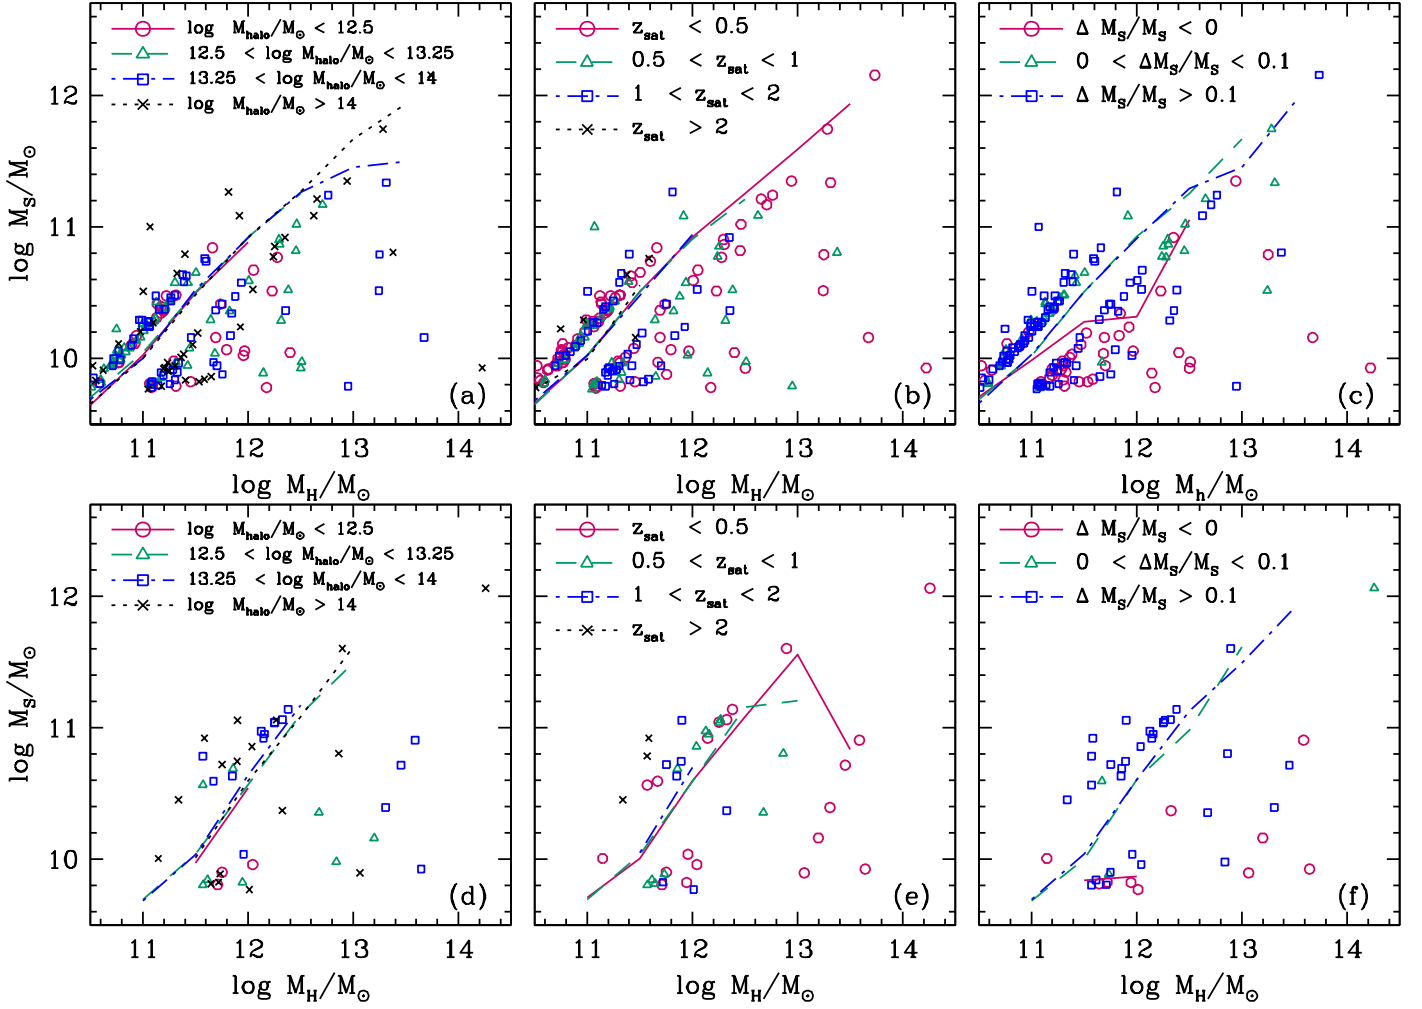 log M_halo/M_⊙ < 12.5
12.5 < log M_halo/M_⊙ < 13.25
13.25 < log M_halo/M_⊙ < 14
log M_halo/M_⊙ > 14
12
11
10
log M_S/M_⊙
(a)
11 12 13 14
log M_H/M_⊙
z_sat < 0.5
0.5 < z_sat < 1
1 < z_sat < 2
z_sat > 2
(b)
11 12 13 14
log M_H/M_⊙
Δ M_S/M_S < 0
0 < ΔM_S/M_S < 0.1
Δ M_S/M_S > 0.1
(c)
11 12 13 14
log M_h/M_⊙
log M_halo/M_⊙ < 12.5
12.5 < log M_halo/M_⊙ < 13.25
13.25 < log M_halo/M_⊙ < 14
log M_halo/M_⊙ > 14
12
11
10
log M_S/M_⊙
(d)
11 12 13 14
log M_H/M_⊙
z_sat < 0.5
0.5 < z_sat < 1
1 < z_sat < 2
z_sat > 2
(e)
11 12 13 14
log M_H/M_⊙
Δ M_S/M_S < 0
0 < ΔM_S/M_S < 0.1
Δ M_S/M_S > 0.1
(f)
11 12 13 14
log M_H/M_⊙